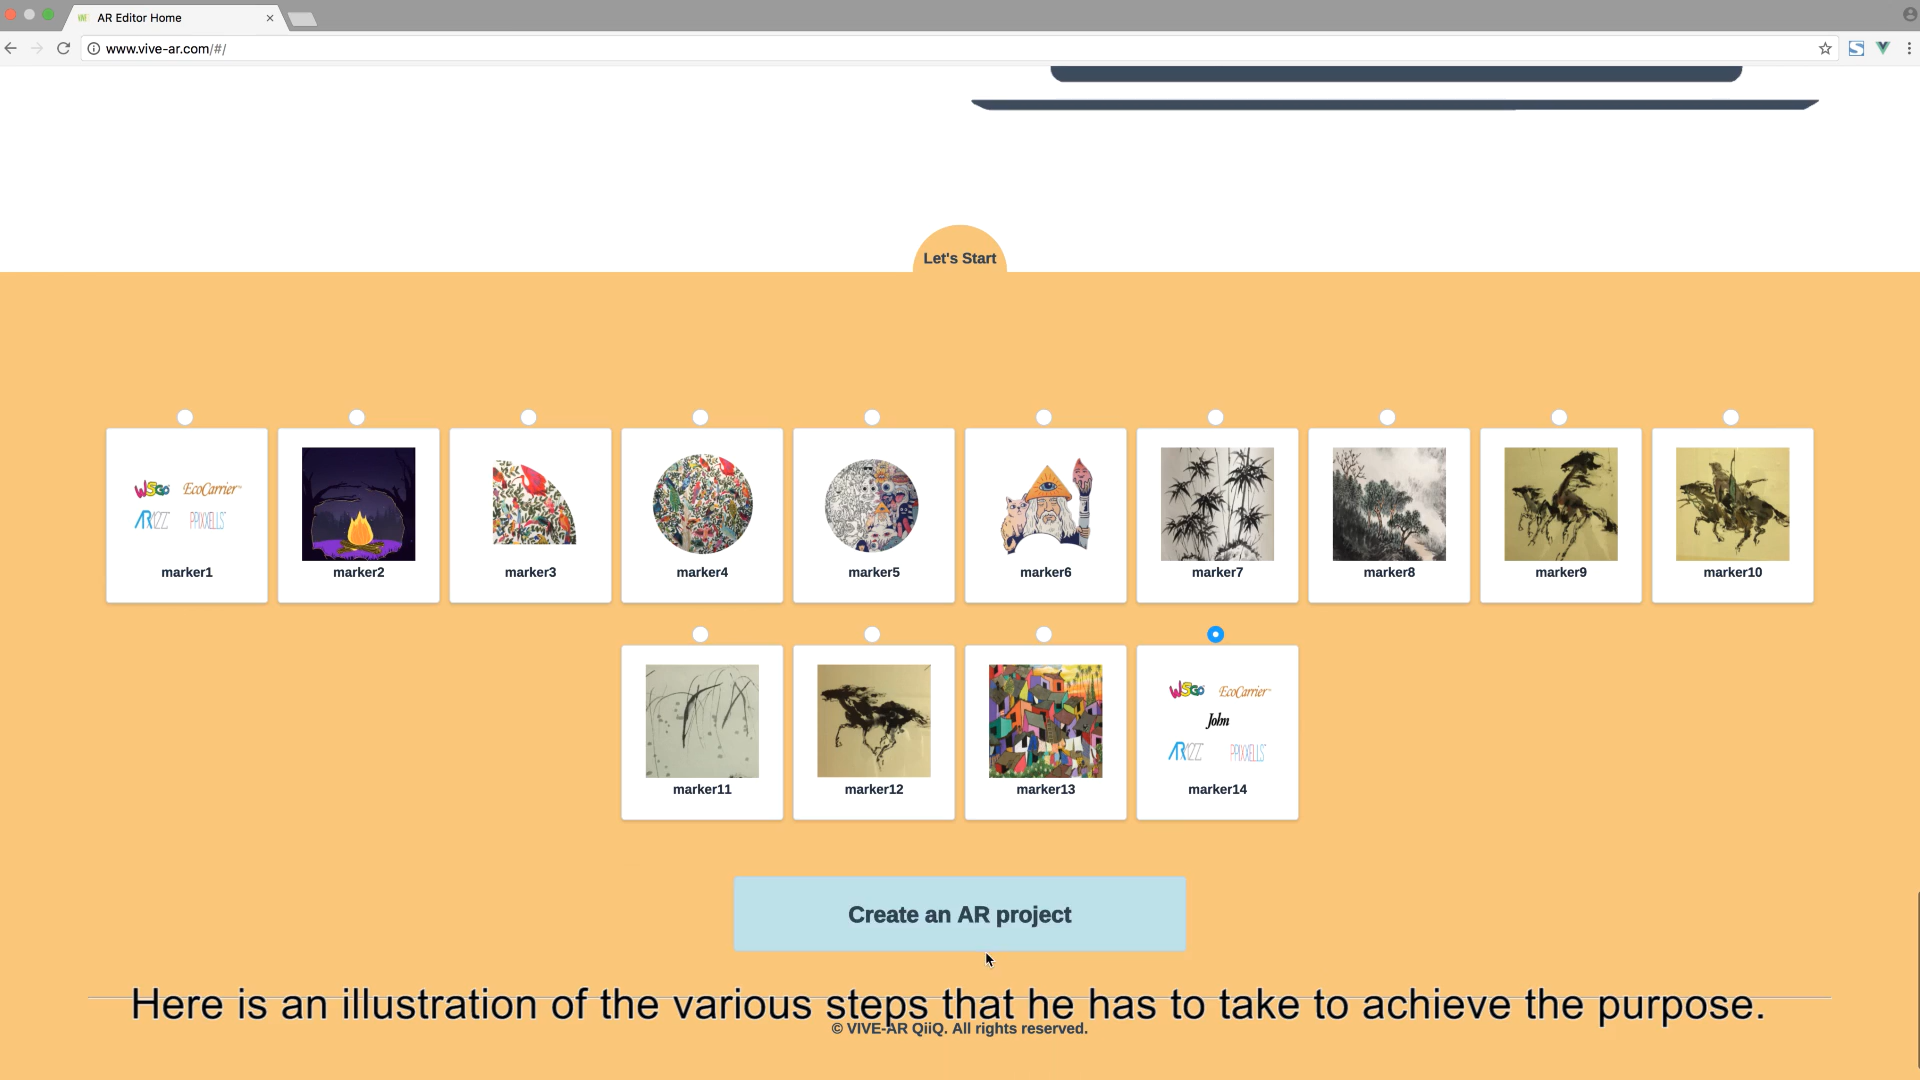 AR Editor Home
www.vive-ar.com/#/
Let's Start
WSGo EcoCarrier
ARIZZ PPIXXELLS
marker1
marker2
marker3
marker4
marker5
marker6
marker7
marker8
marker9
marker10
WSGo EcoCarrier
John
ARIZZ PPIXXELLS
marker11
marker12
marker13
marker14
Create an AR project
Here is an illustration of the various steps that he has to take to achieve the purpose.
© VIVE-AR QiiQ. All rights reserved.